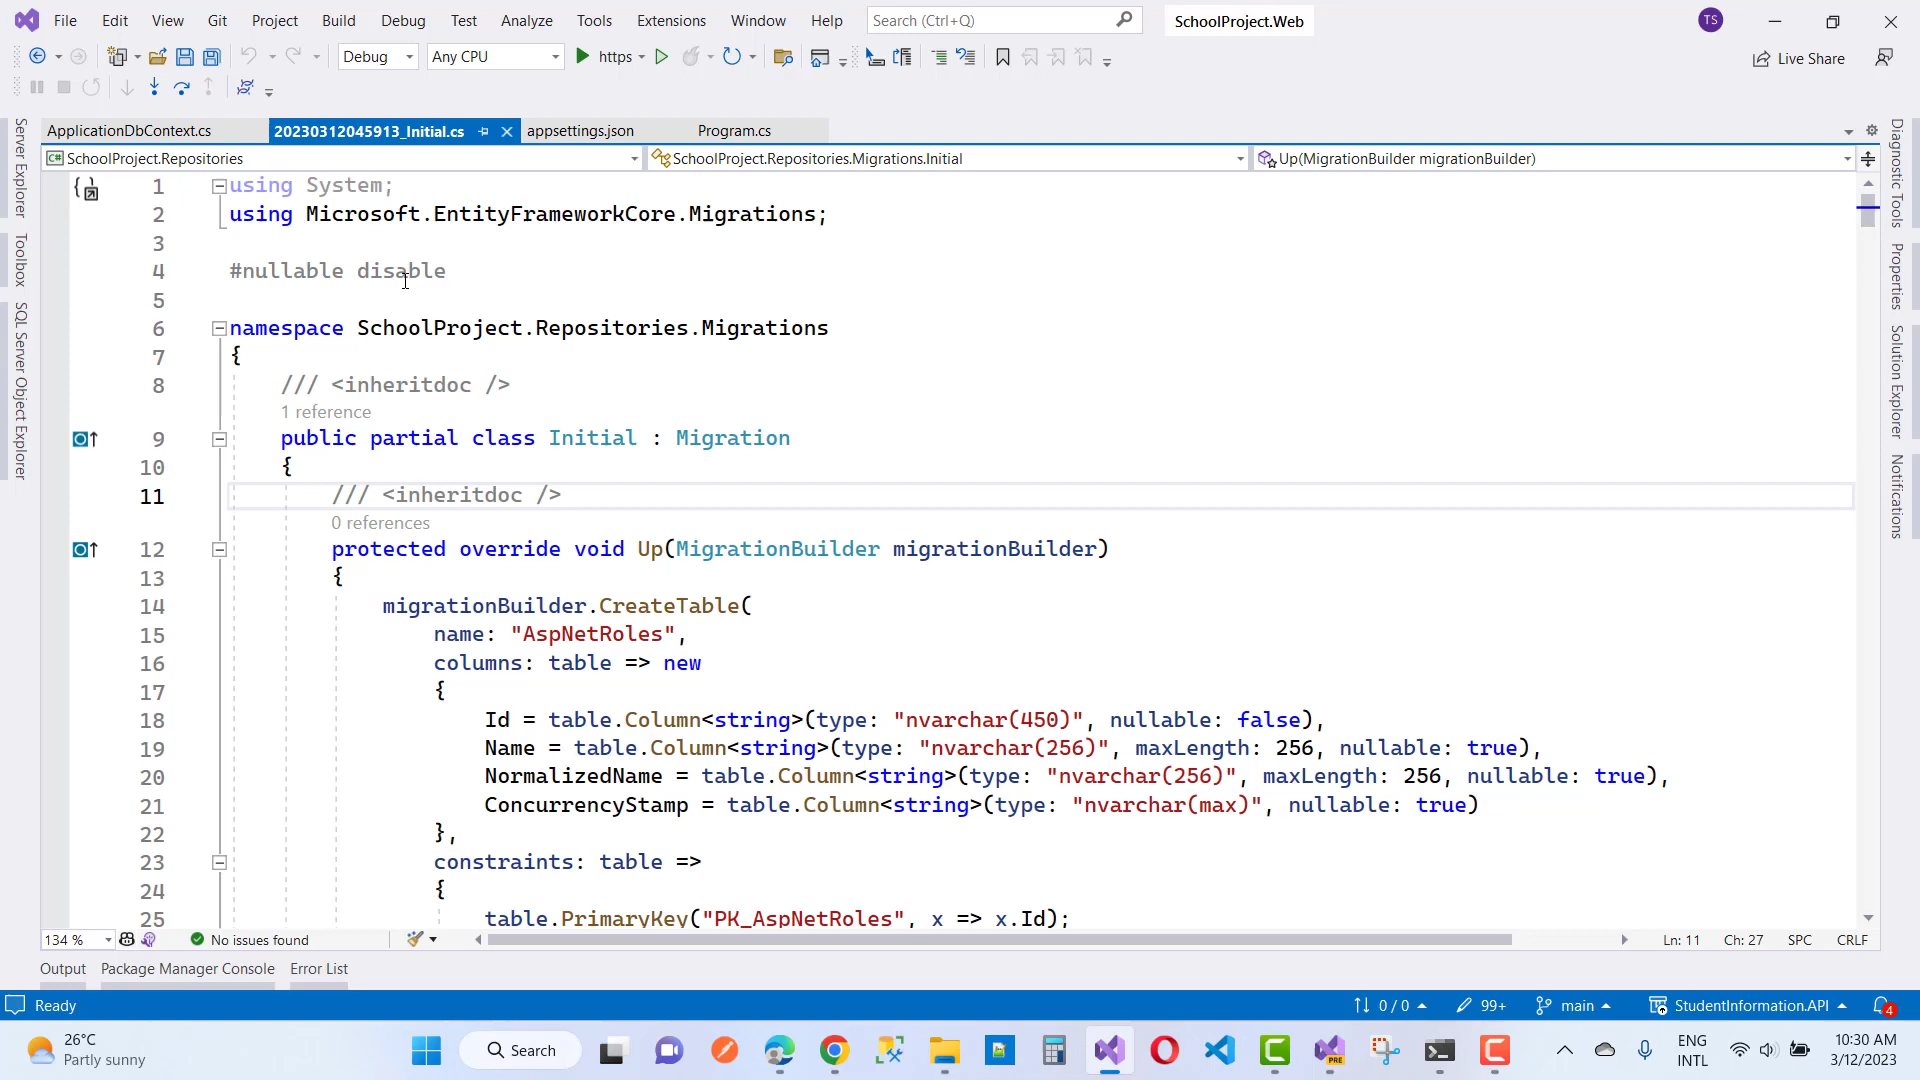 File Edit View Git Project Build Debug Test Analyze Tools Extensions Window Help Search (Ctrl+Q) SchoolProject.Web TS
Debug Any CPU https Live Share
ApplicationDbContext.cs 20230312045913_Initial.cs appsettings.json Program.cs
SchoolProject.Repositories SchoolProject.Repositories.Migrations.Initial Up(MigrationBuilder migrationBuilder)
Server Explorer
Toolbox
SQL Server Object Explorer
1 using System;
2 using Microsoft.EntityFrameworkCore.Migrations;
3
4 #nullable disable
5
6 namespace SchoolProject.Repositories.Migrations
7 {
8 /// <inheritdoc />
1 reference
9 public partial class Initial : Migration
10 {
11 /// <inheritdoc />
0 references
12 protected override void Up(MigrationBuilder migrationBuilder)
13 {
14 migrationBuilder.CreateTable(
15 name: "AspNetRoles",
16 columns: table => new
17 {
18 Id = table.Column<string>(type: "nvarchar(450)", nullable: false),
19 Name = table.Column<string>(type: "nvarchar(256)", maxLength: 256, nullable: true),
20 NormalizedName = table.Column<string>(type: "nvarchar(256)", maxLength: 256, nullable: true),
21 ConcurrencyStamp = table.Column<string>(type: "nvarchar(max)", nullable: true)
22 },
23 constraints: table =>
24 {
25 table.PrimaryKey("PK_AspNetRoles", x => x.Id);
Diagnostic Tools
Properties
Solution Explorer
Notifications
134 % No issues found Ln: 11 Ch: 27 SPC CRLF
Output Package Manager Console Error List
Ready 0 / 0 99+ main StudentInformation.API 4
26°C
Partly sunny
Search
PRE
ENG
INTL
10:30 AM
3/12/2023